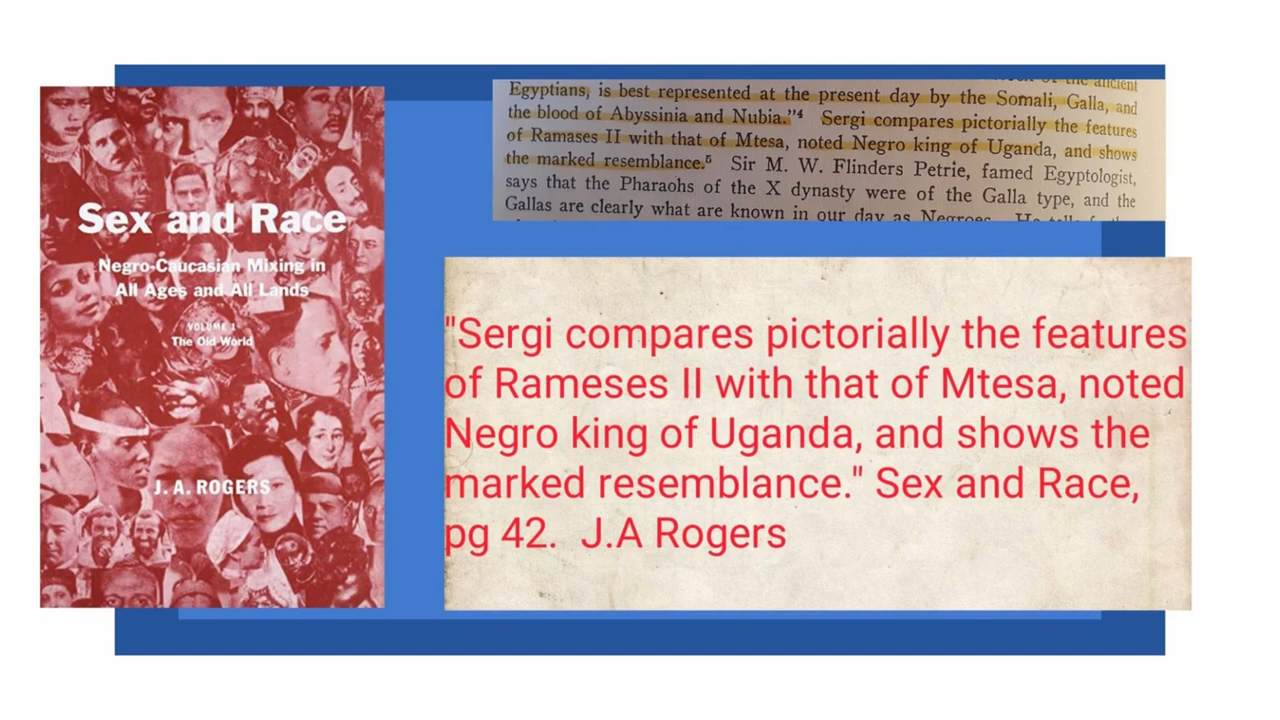 Sex and Race
Negro-Caucasian Mixing in
All Ages and All Lands
VOLUME 1
The Old World
J. A. ROGERS
of the ancient
Egyptians, is best represented at the present day by the Somali, Galla, and
the blood of Abyssinia and Nubia."4 Sergi compares pictorially the features
of Ramases II with that of Mtesa, noted Negro king of Uganda, and shows
the marked resemblance.5 Sir M. W. Flinders Petrie, famed Egyptologist,
says that the Pharaohs of the X dynasty were of the Galla type, and the
Gallas are clearly what are known in our day as Negroes. He tells
"Sergi compares pictorially the features
of Rameses II with that of Mtesa, noted
Negro king of Uganda, and shows the
marked resemblance." Sex and Race,
pg 42. J.A Rogers